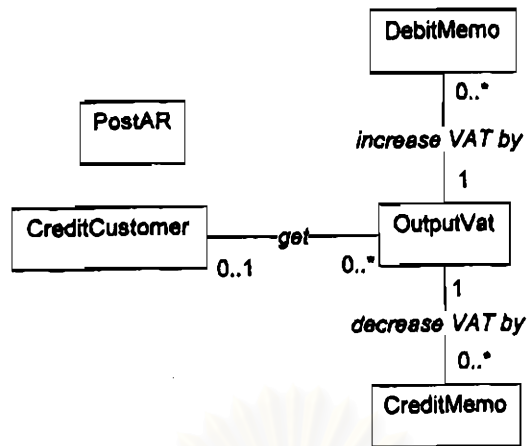 DebitMemo
0..*
PostAR
increase VAT by
1
CreditCustomer
get
OutputVat
0..1
0..*
1
decrease VAT by
0..*
CreditMemo